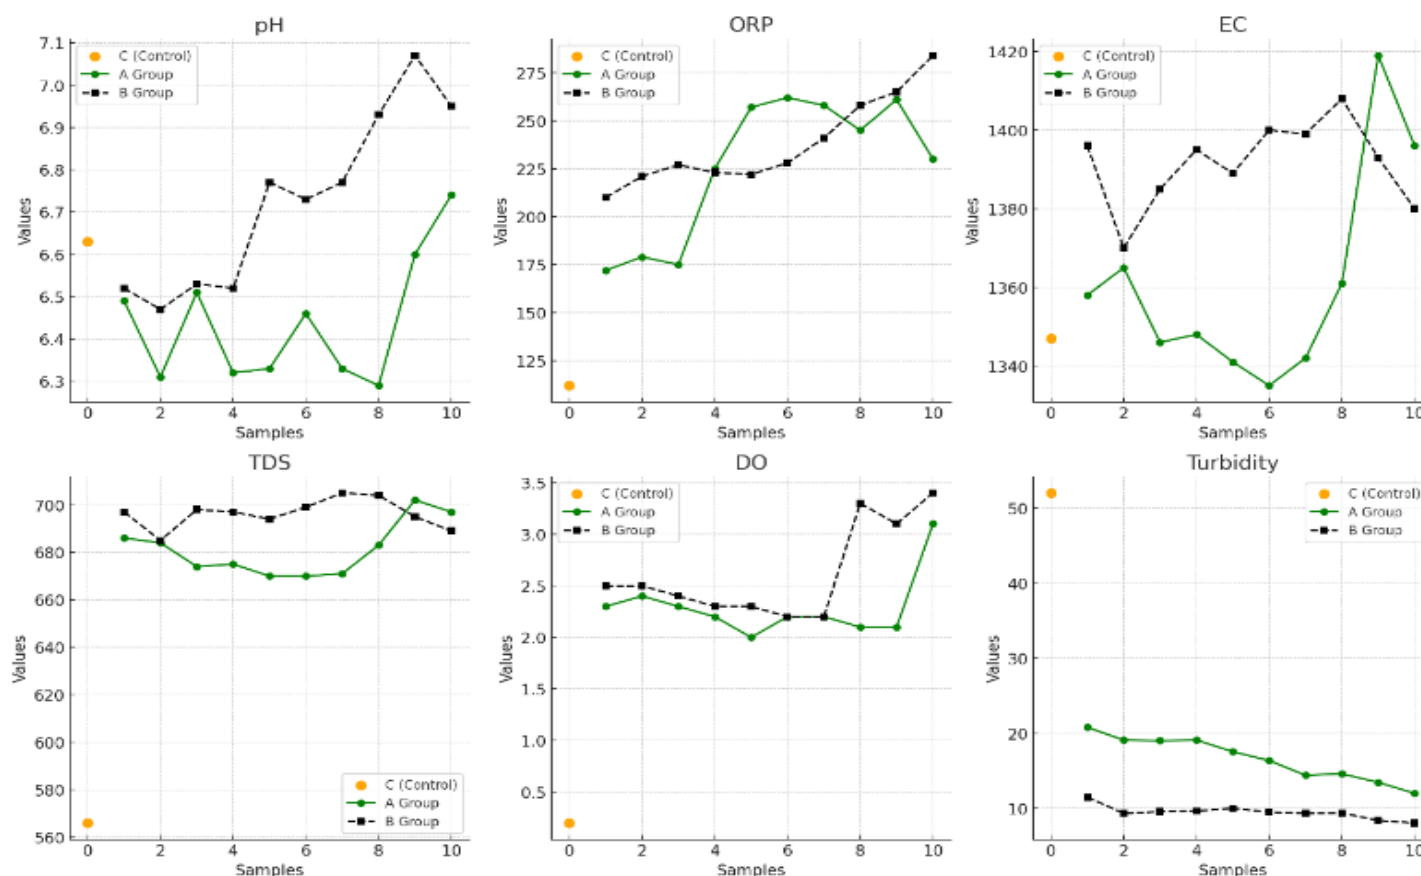 pH
7.1
7.0
6.9
6.8
6.7
6.6
6.5
6.4
6.3
Values
C (Control)
A Group
B Group
0 2 4 6 8 10
Samples
ORP
275
250
225
200
175
150
125
Values
C (Control)
A Group
B Group
0 2 4 6 8 10
Samples
EC
1420
1400
1380
1360
1340
Values
C (Control)
A Group
B Group
0 2 4 6 8 10
Samples
TDS
700
680
660
640
620
600
580
560
Values
C (Control)
A Group
B Group
0 2 4 6 8 10
Samples
DO
3.5
3.0
2.5
2.0
1.5
1.0
0.5
Values
C (Control)
A Group
B Group
0 2 4 6 8 10
Samples
Turbidity
50
40
30
20
10
Values
C (Control)
A Group
B Group
0 2 4 6 8 10
Samples